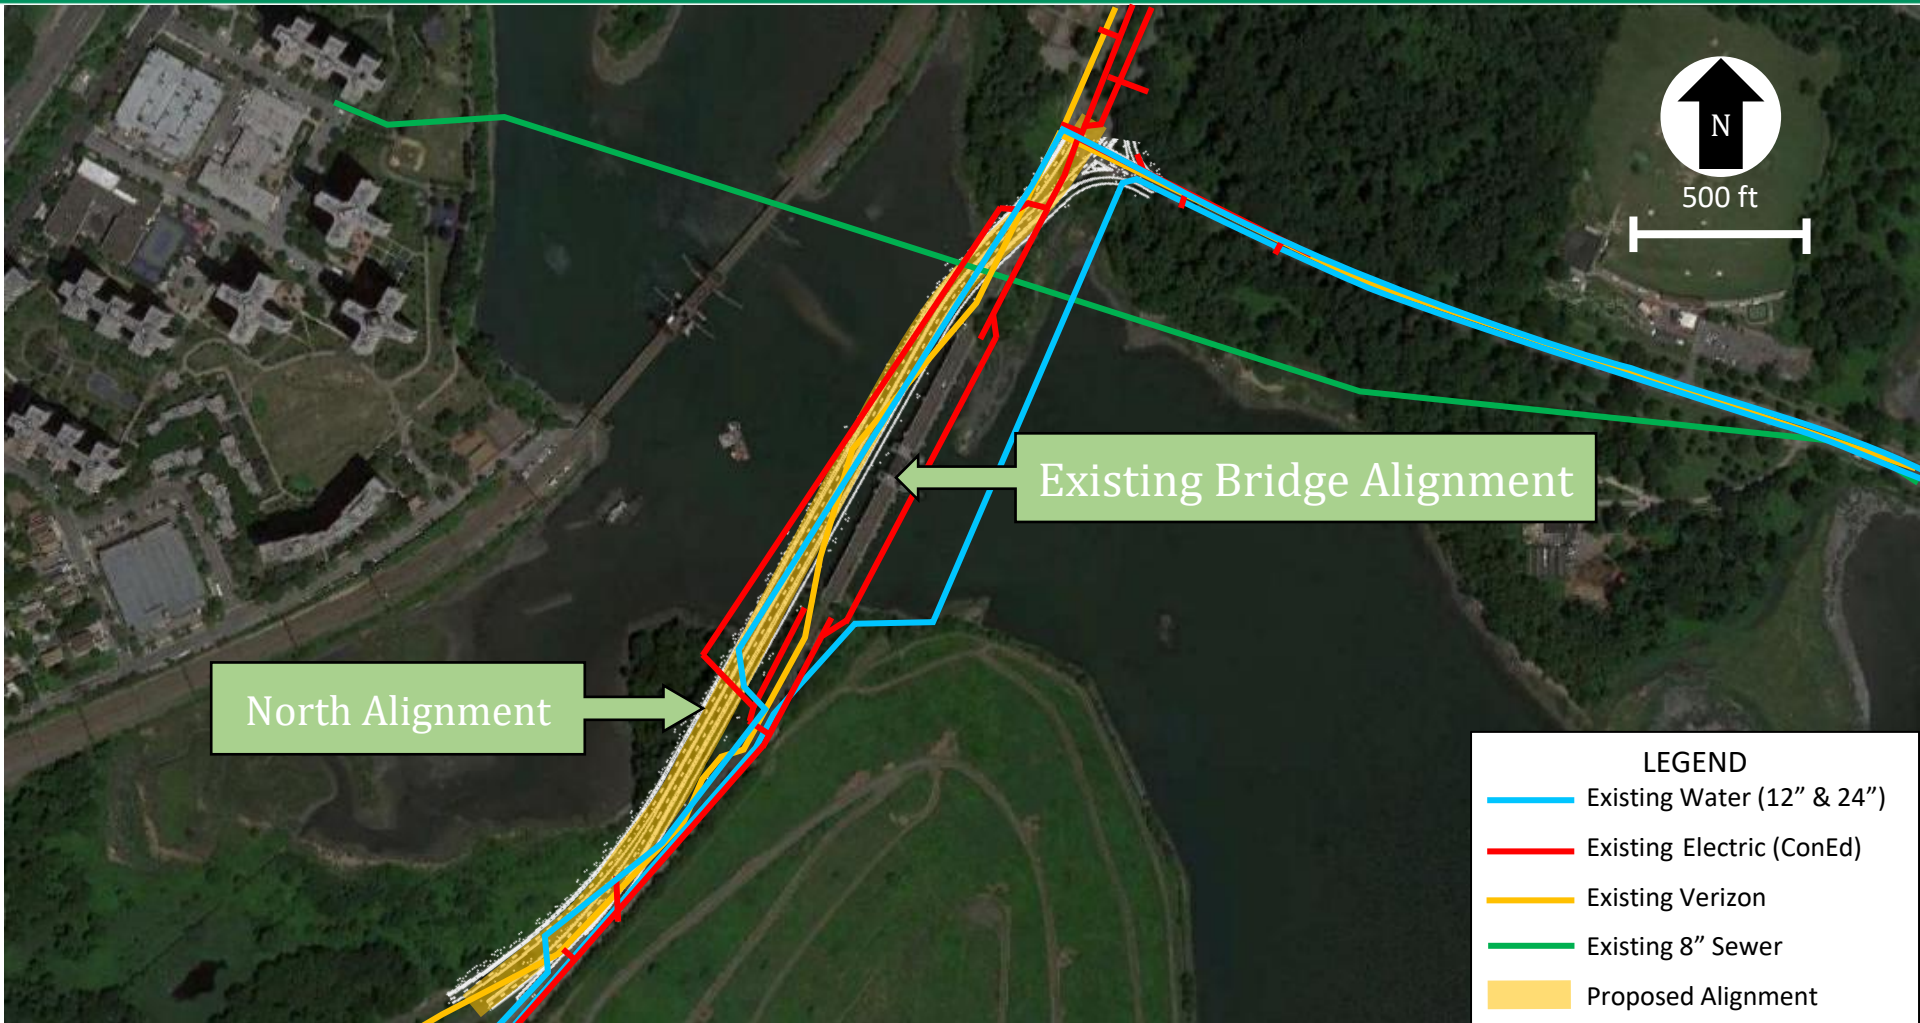 N
500 ft
Existing Bridge Alignment
North Alignment
LEGEND
Existing Water (12” & 24”)
Existing Electric (ConEd)
Existing Verizon
Existing 8” Sewer
Proposed Alignment